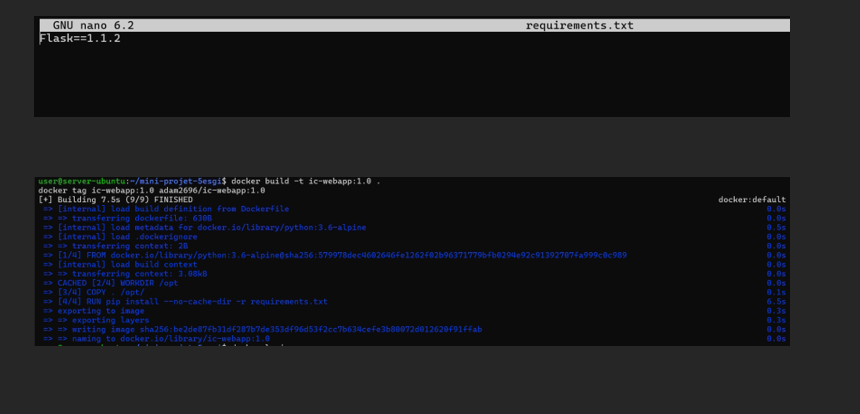 GNU nano 6.2 requirements.txt
Flask==1.1.2
user@server-ubuntu:~/mini-projet-5esgi$ docker build -t ic-webapp:1.0 .
docker tag ic-webapp:1.0 adam2696/ic-webapp:1.0
[+] Building 7.5s (9/9) FINISHED docker:default
=> [internal] load build definition from Dockerfile 0.0s
=> => transferring dockerfile: 630B 0.0s
=> [internal] load metadata for docker.io/library/python:3.6-alpine 0.5s
=> [internal] load .dockerignore 0.0s
=> => transferring context: 2B 0.0s
=> [1/4] FROM docker.io/library/python:3.6-alpine@sha256:579978dec4602646fe1262f02b96371779bfb0294e92c91392707fa999c0c989 0.0s
=> [internal] load build context 0.0s
=> => transferring context: 3.08kB 0.0s
=> CACHED [2/4] WORKDIR /opt 0.0s
=> [3/4] COPY . /opt/ 0.1s
=> [4/4] RUN pip install --no-cache-dir -r requirements.txt 6.5s
=> exporting to image 0.3s
=> => exporting layers 0.3s
=> => writing image sha256:be2de87fb31df287b7de353df96d53f2cc7b634cefe3b80072d012620f91ffab 0.0s
=> => naming to docker.io/library/ic-webapp:1.0 0.0s